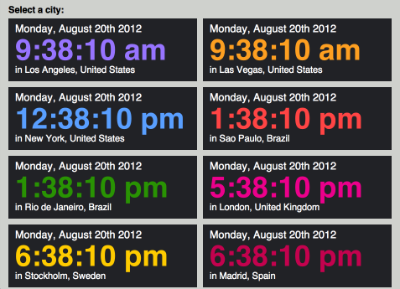 Select a city:
Monday, August 20th 2012
9:38:10 am
in Los Angeles, United States
Monday, August 20th 2012
9:38:10 am
in Las Vegas, United States
Monday, August 20th 2012
12:38:10 pm
in New York, United States
Monday, August 20th 2012
1:38:10 pm
in Sao Paulo, Brazil
Monday, August 20th 2012
1:38:10 pm
in Rio de Janeiro, Brazil
Monday, August 20th 2012
5:38:10 pm
in London, United Kingdom
Monday, August 20th 2012
6:38:10 pm
in Stockholm, Sweden
Monday, August 20th 2012
6:38:10 pm
in Madrid, Spain